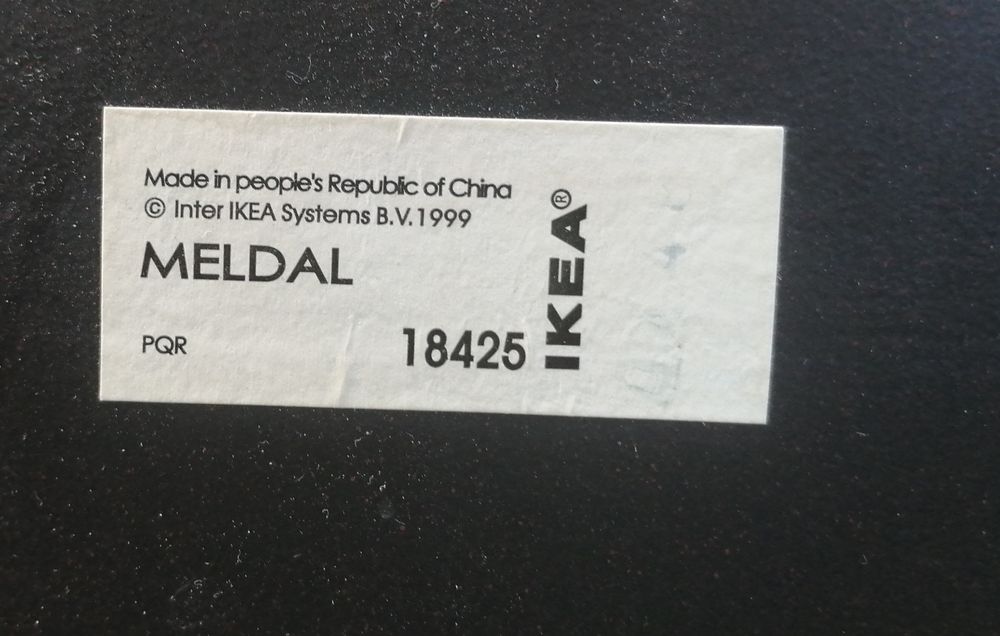 Made in people's Republic of China
© Inter IKEA Systems B.V. 1999
MELDAL
PQR
18425
IKEA®